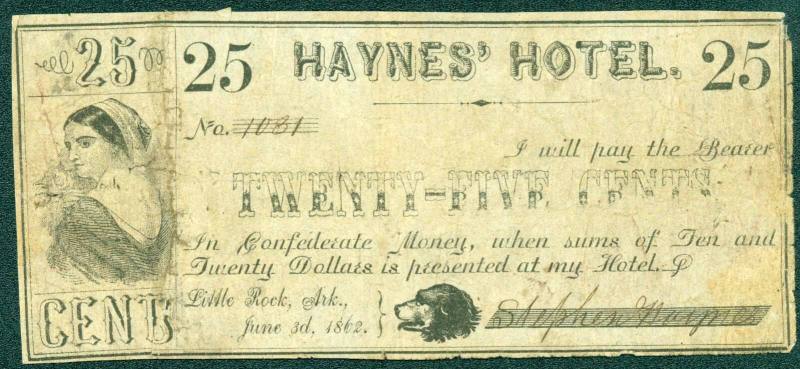 25
CENTS
25 HAYNES' HOTEL. 25
No. 1081
I will pay the Bearer
TWENTY-FIVE CENTS
In Confederate Money, when sums of Ten and
Twenty Dollars is presented at my Hotel.
Little Rock, Ark.,
June 3d, 1862.
Stephen Haynes